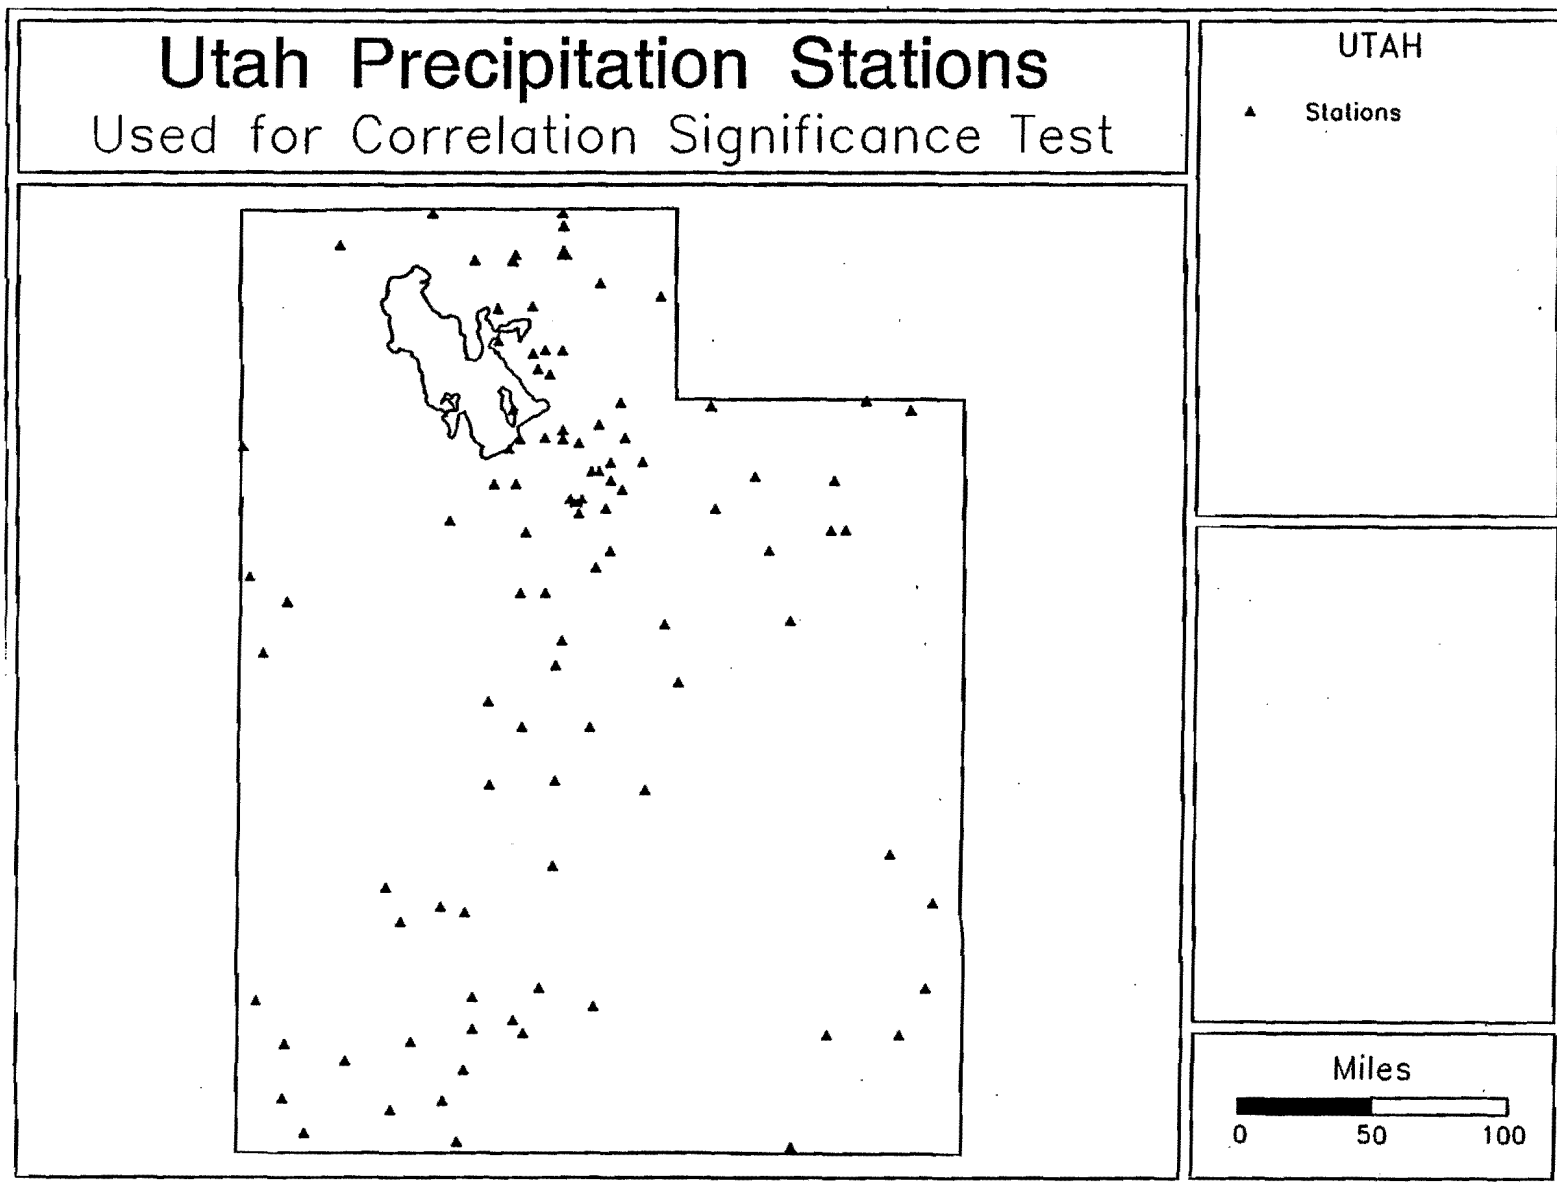 Utah Precipitation Stations
Used for Correlation Significance Test
UTAH
Stations
Miles
0 50 100